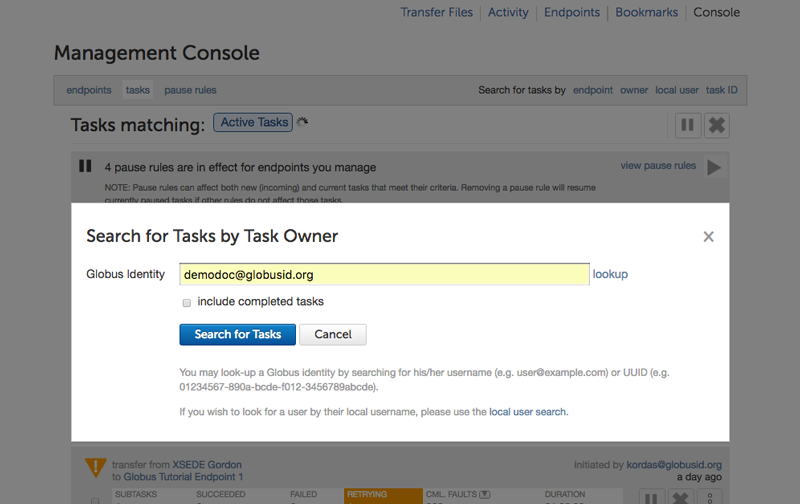 Transfer Files Activity Endpoints Bookmarks Console
Management Console
endpoints tasks pause rules Search for tasks by endpoint owner local user task ID
Tasks matching: Active Tasks
4 pause rules are in effect for endpoints you manage view pause rules
NOTE: Pause rules can affect both new (incoming) and current tasks that meet their criteria. Removing a pause rule will resume
currently paused tasks if other rules do not affect those tasks.
Search for Tasks by Task Owner
Globus Identity demodoc@globusid.org lookup
include completed tasks
Search for Tasks Cancel
You may look-up a Globus identity by searching for his/her username (e.g. user@example.com) or UUID (e.g.
01234567-890a-bcde-f012-3456789abcde).
If you wish to look for a user by their local username, please use the local user search.
transfer from XSEDE Gordon initiated by kordas@globusid.org
to Globus Tutorial Endpoint 1 a day ago
SUBTASKS SUCCEEDED FAILED RETRYING CML. FAULTS DURATION